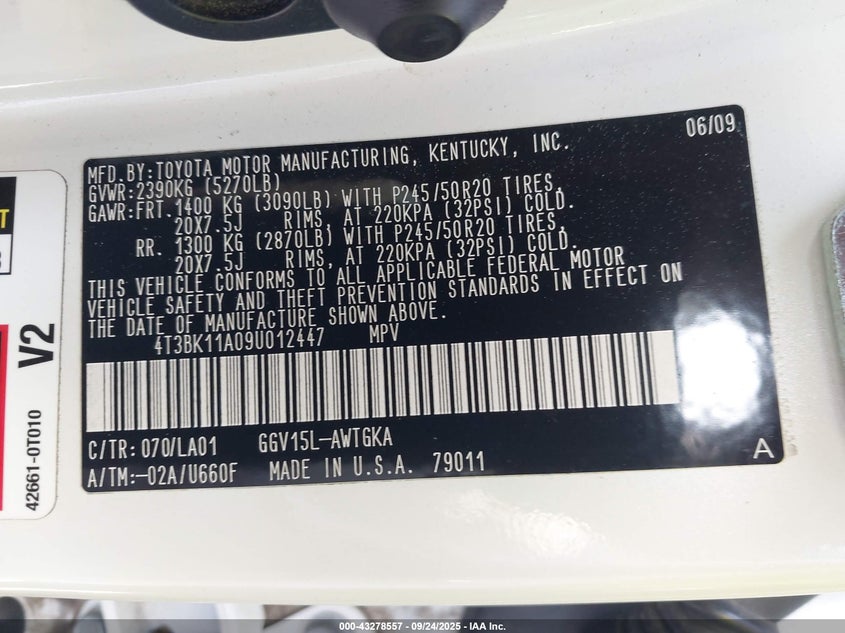 06/09
MFD.BY:TOYOTA MOTOR MANUFACTURING, KENTUCKY, INC.
GVWR:2390KG (5270LB)
GAWR:FRT. 1400 KG (3090LB) WITH P245/50R20 TIRES,
20X7.5J RIMS, AT 220KPA (32PSI) COLD.
RR. 1300 KG (2870LB) WITH P245/50R20 TIRES,
20X7.5J RIMS, AT 220KPA (32PSI) COLD.
THIS VEHICLE CONFORMS TO ALL APPLICABLE FEDERAL MOTOR
VEHICLE SAFETY AND THEFT PREVENTION STANDARDS IN EFFECT ON
THE DATE OF MANUFACTURE SHOWN ABOVE.
4T3BK11A09U012447 MPV
C/TR:070/LA01 GGV15L-AWTGKA
A/TM:-02A/U660F MADE IN U.S.A. 79011
A
V2
42661-0T010
000-43278557 - 09/24/2025 - IAA Inc.